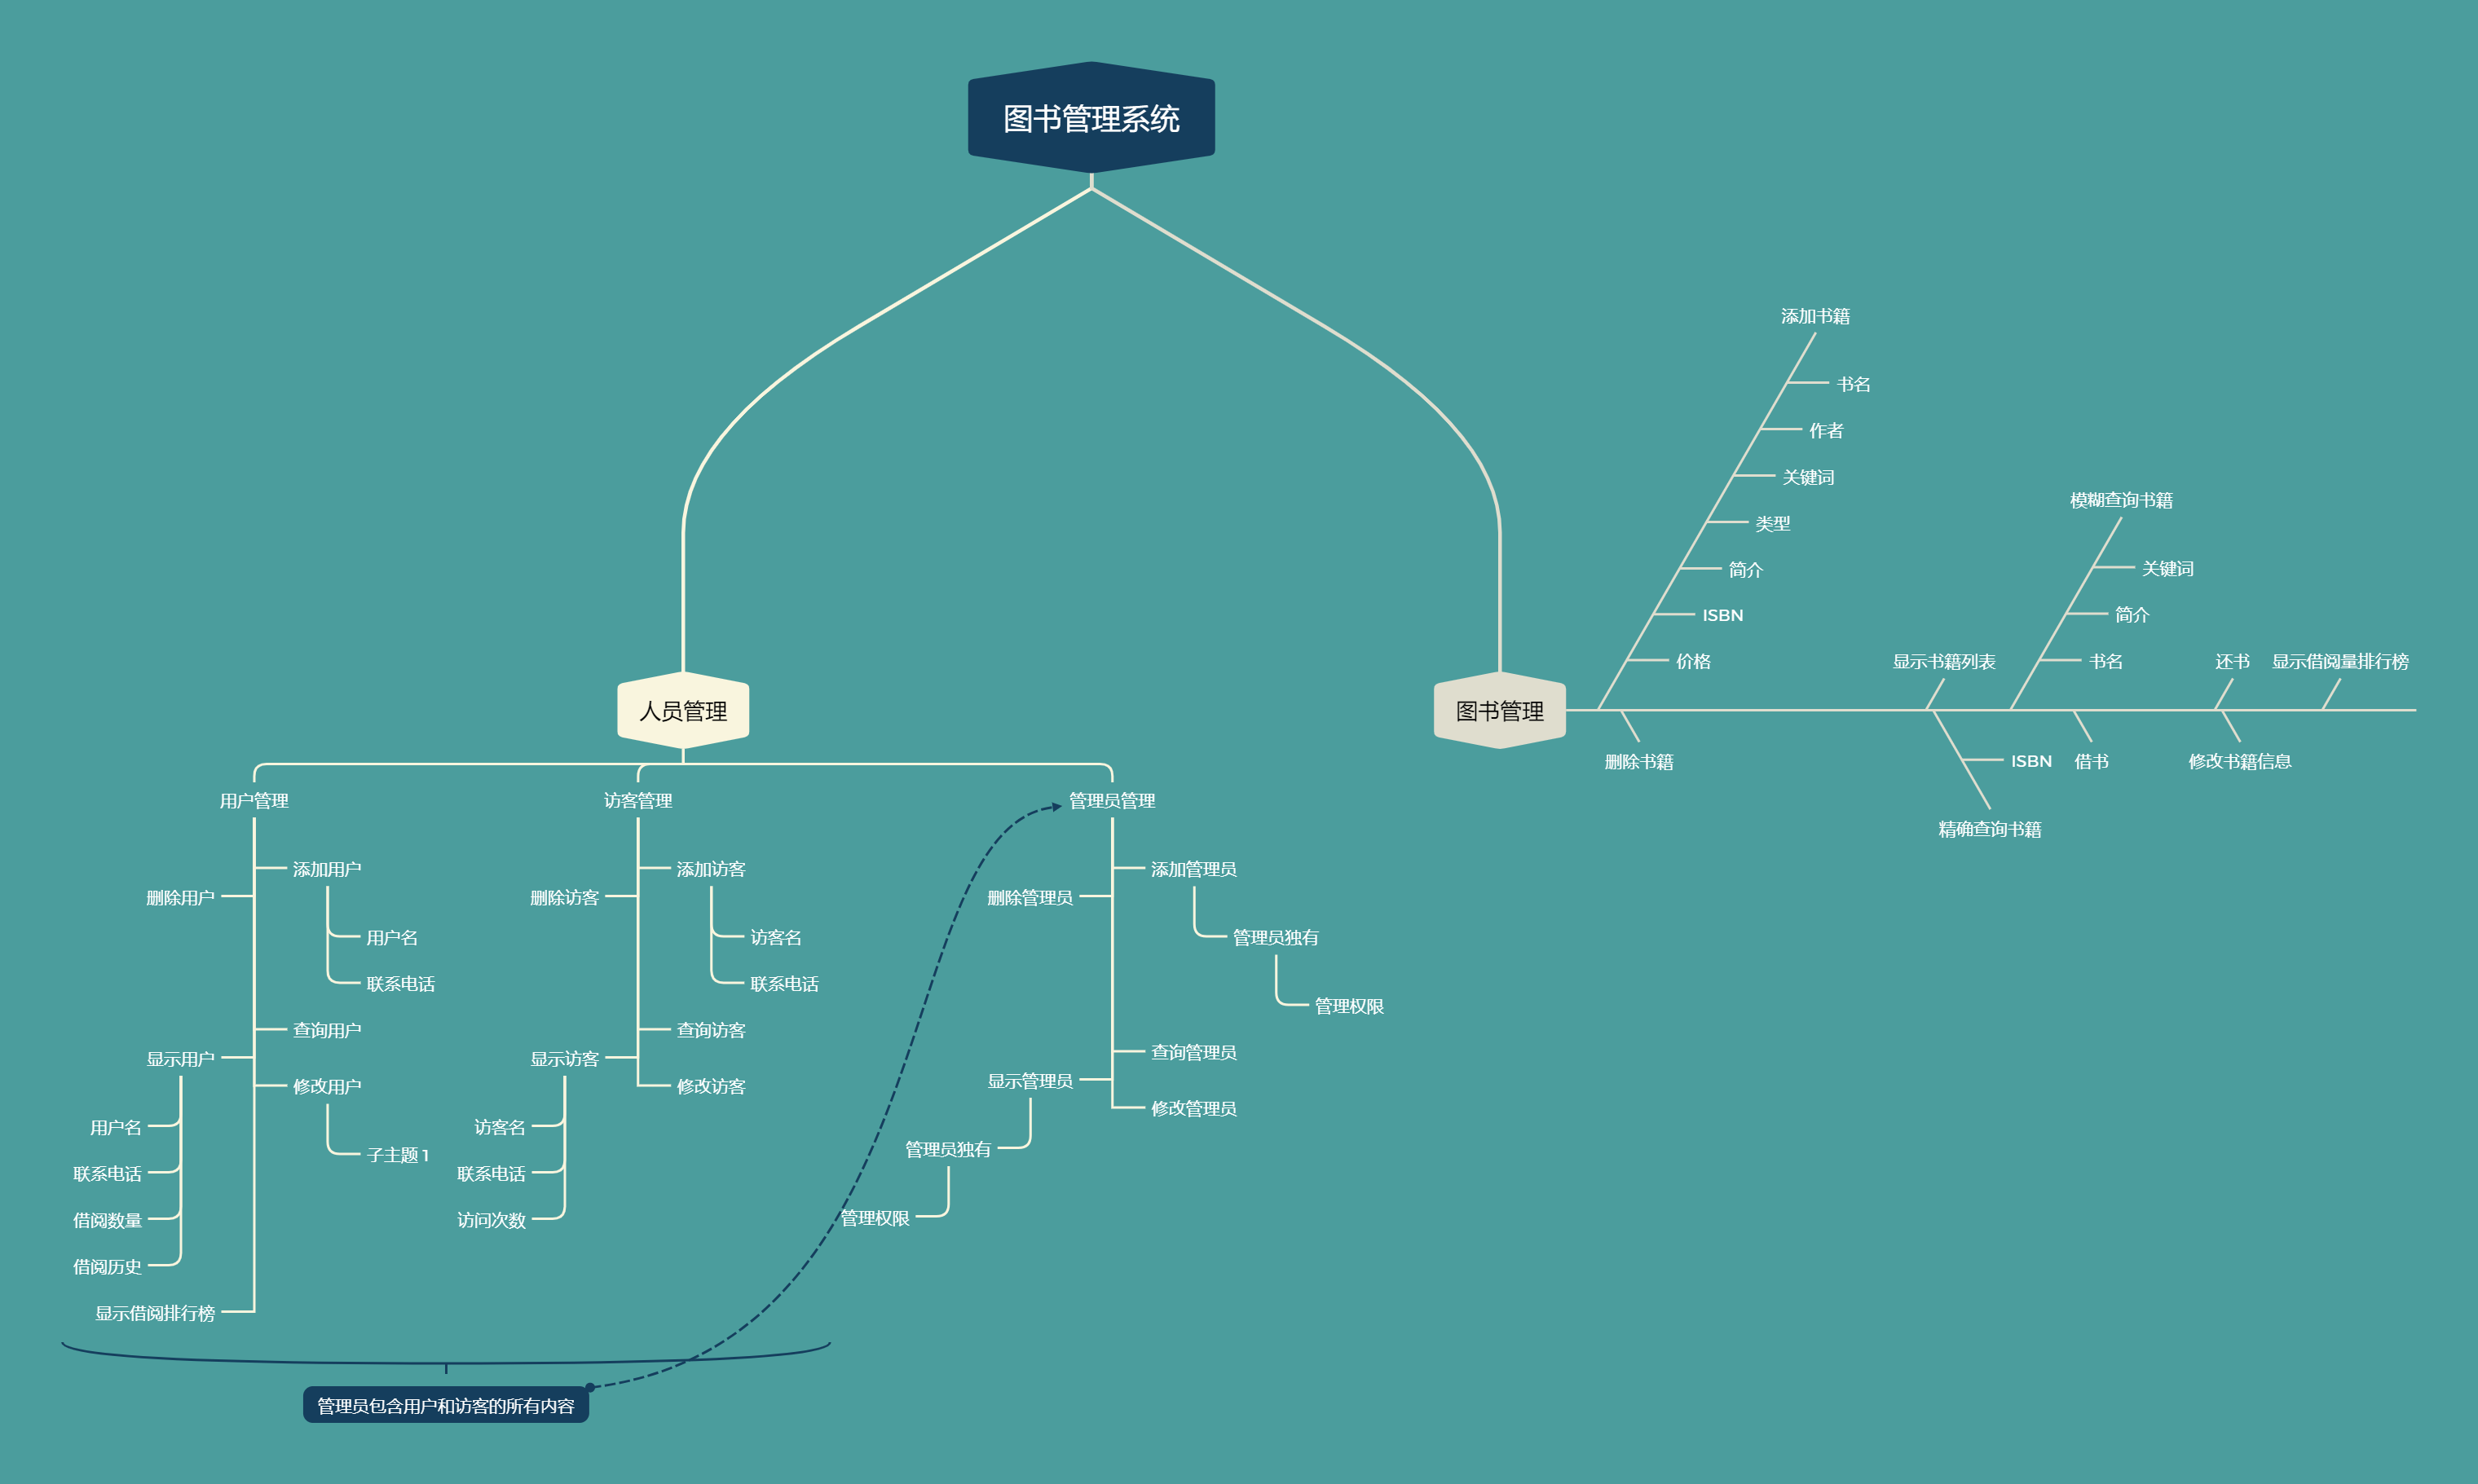 图书管理系统
人员管理
用户管理
添加用户
用户名
联系电话
删除用户
查询用户
显示用户
用户名
联系电话
借阅数量
借阅历史
修改用户
子主题 1
显示借阅排行榜
访客管理
添加访客
访客名
联系电话
删除访客
查询访客
显示访客
访客名
联系电话
访问次数
修改访客
管理员管理
添加管理员
管理员独有
管理权限
删除管理员
查询管理员
显示管理员
管理员独有
管理权限
修改管理员
管理员包含用户和访客的所有内容
图书管理
添加书籍
书名
作者
关键词
类型
简介
ISBN
价格
删除书籍
显示书籍列表
精确查询书籍
ISBN
模糊查询书籍
关键词
简介
书名
借书
还书
修改书籍信息
显示借阅量排行榜